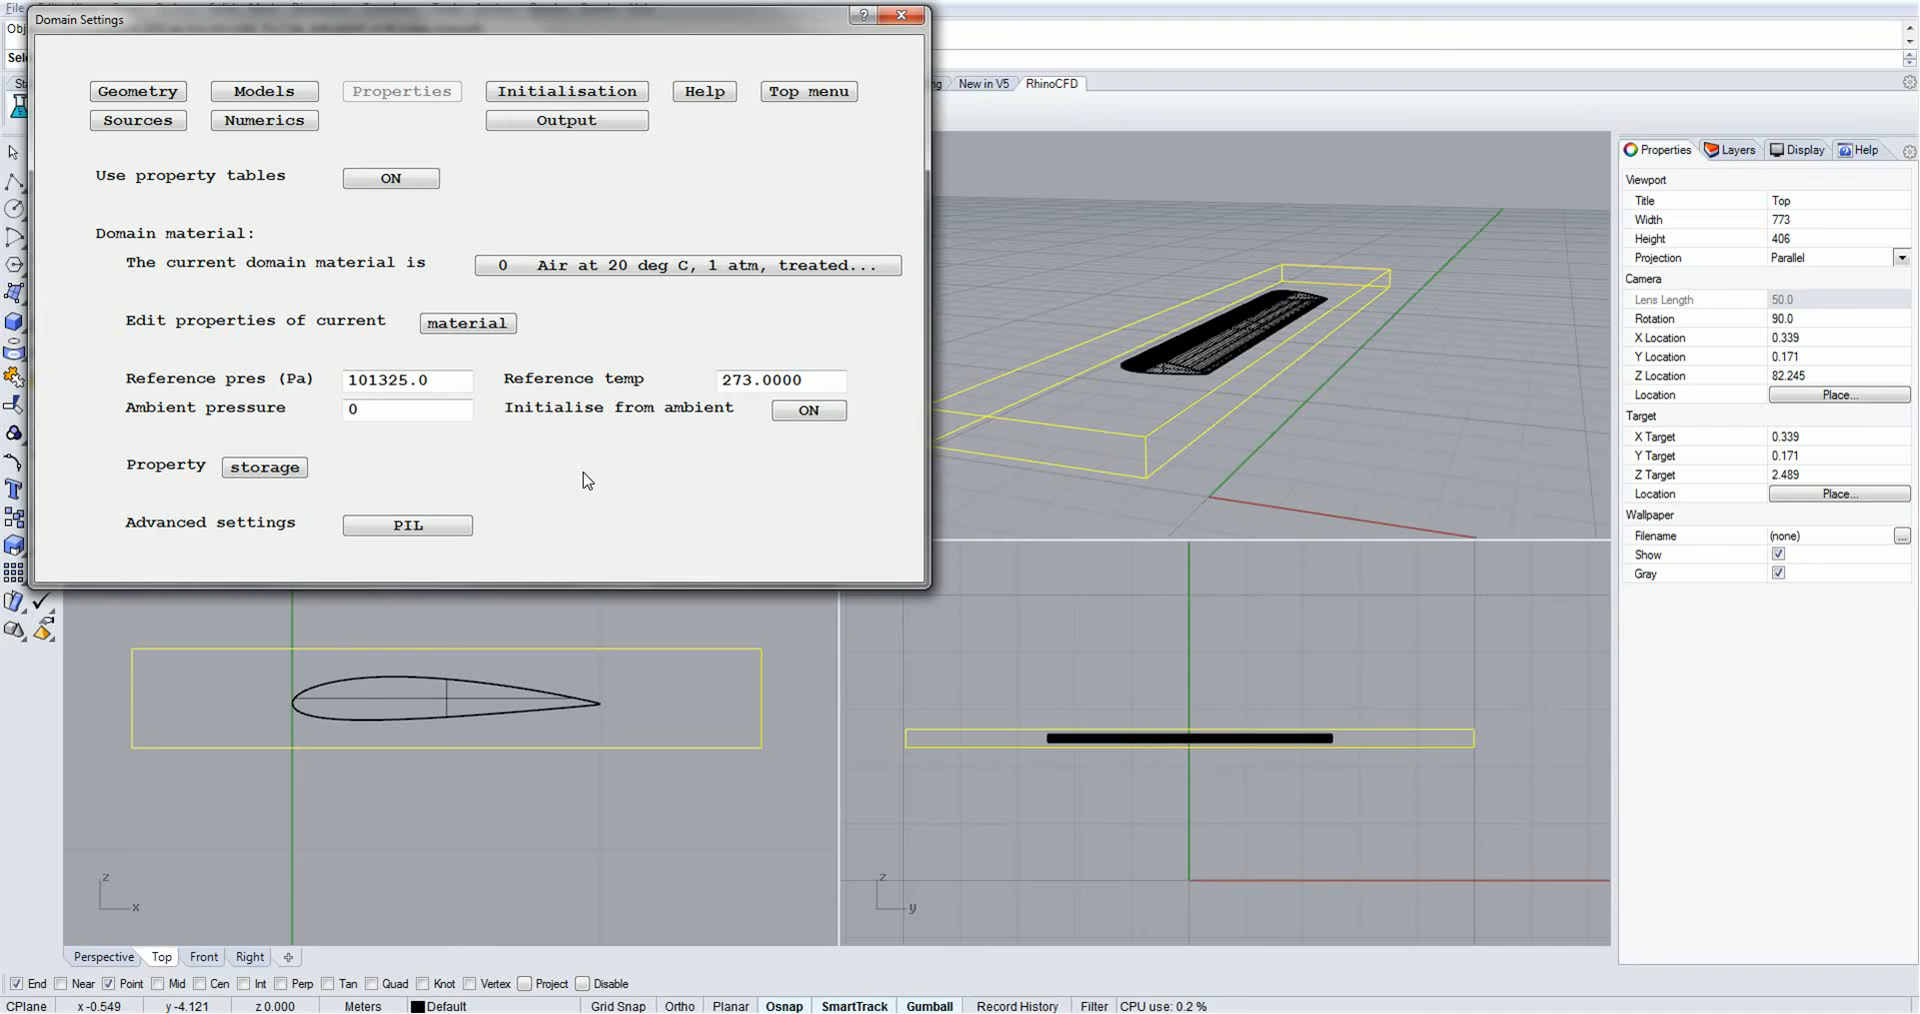 File
Domain Settings
?
x
Obj
Sele
Geometry Models Properties Initialisation Help Top menu
Sources Numerics Output
Use property tables ON
Domain material:
The current domain material is 0 Air at 20 deg C, 1 atm, treated...
Edit properties of current material
Reference pres (Pa) 101325.0 Reference temp 273.0000
Ambient pressure 0 Initialise from ambient ON
Property storage
Advanced settings PIL
New in V5 RhinoCFD
Properties Layers Display Help
Viewport
Title Top
Width 773
Height 406
Projection Parallel
Camera
Lens Length 50.0
Rotation 90.0
X Location 0.339
Y Location 0.171
Z Location 82.245
Location Place...
Target
X Target 0.339
Y Target 0.171
Z Target 2.489
Location Place...
Wallpaper
Filename (none) ...
Show
Gray
z
x
z
y
Perspective Top Front Right
End Near Point Mid Cen Int Perp Tan Quad Knot Vertex Project Disable
CPlane x -0.549 y -4.121 z 0.000 Meters Default Grid Snap Ortho Planar Osnap SmartTrack Gumball Record History Filter CPU use: 0.2 %